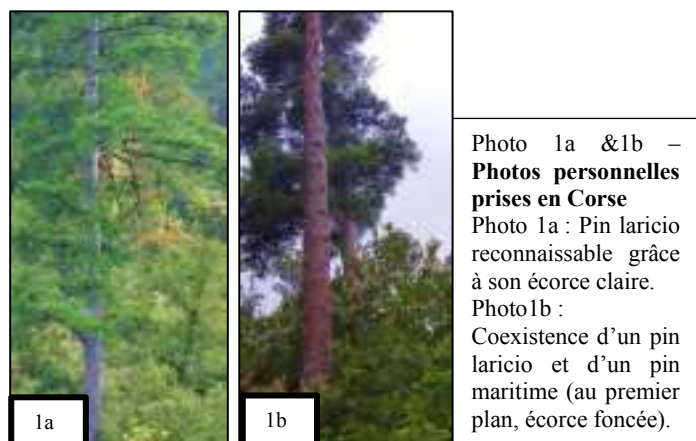 1a
1b
Photo 1a &1b –
Photos personnelles
prises en Corse
Photo 1a : Pin laricio
reconnaissable grâce
à son écorce claire.
Photo1b :
Coexistence d’un pin
laricio et d’un pin
maritime (au premier
plan, écorce foncée).